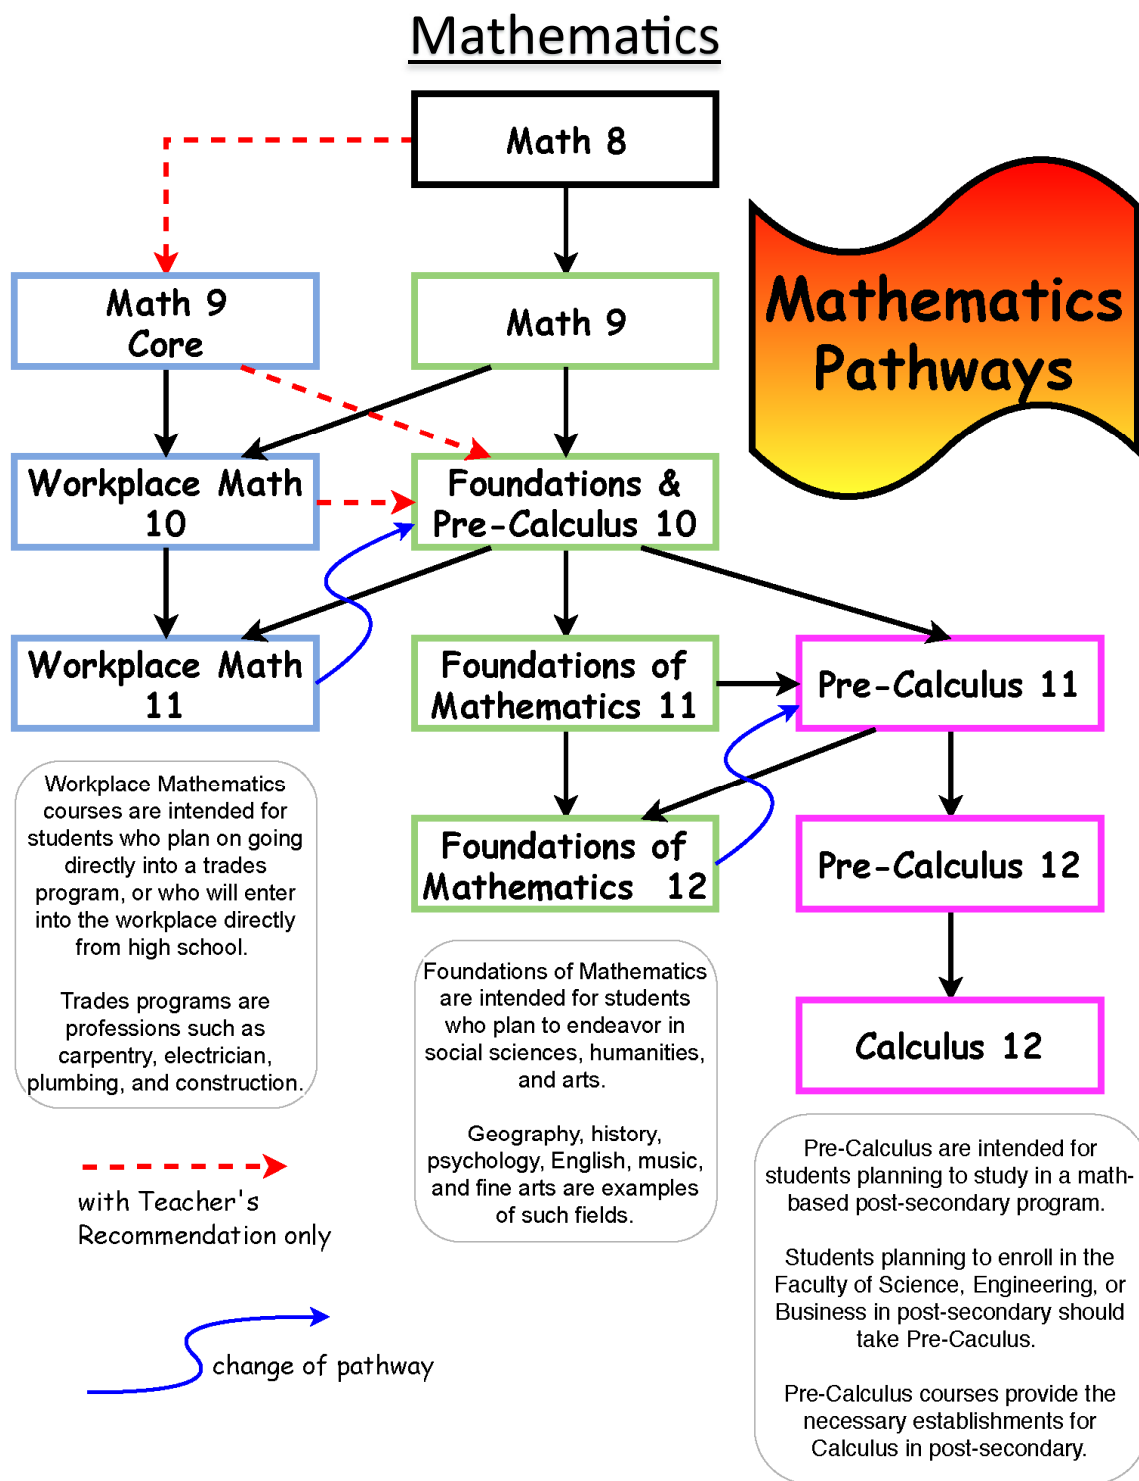 Mathematics
Math 8
Mathematics
Pathways
Math 9
Core
Math 9
Workplace Math
10
Foundations &
Pre-Calculus 10
Workplace Math
11
Foundations of
Mathematics 11
Pre-Calculus 11
Foundations of
Mathematics 12
Pre-Calculus 12
Calculus 12
Workplace Mathematics
courses are intended for
students who plan on going
directly into a trades
program, or who will enter
into the workplace directly
from high school.
Trades programs are
professions such as
carpentry, electrician,
plumbing, and construction.
Foundations of Mathematics
are intended for students
who plan to endeavor in
social sciences, humanities,
and arts.
Geography, history,
psychology, English, music,
and fine arts are examples
of such fields.
Pre-Calculus are intended for
students planning to study in a math-
based post-secondary program.
Students planning to enroll in the
Faculty of Science, Engineering, or
Business in post-secondary should
take Pre-Caculus.
Pre-Calculus courses provide the
necessary establishments for
Calculus in post-secondary.
with Teacher's
Recommendation only
change of pathway